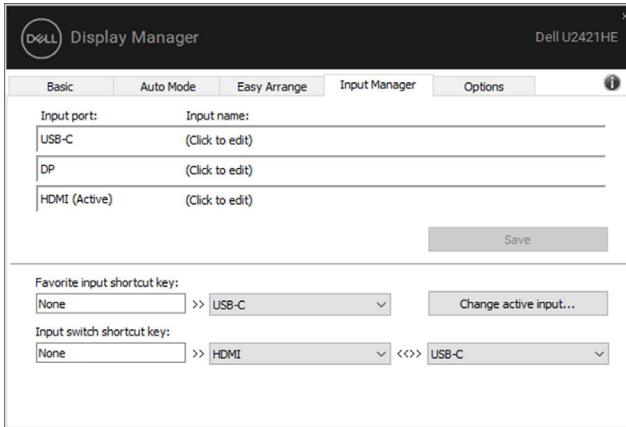 DELL Display Manager Dell U2421HE
Basic Auto Mode Easy Arrange Input Manager Options
Input port: Input name:
USB-C (Click to edit)
DP (Click to edit)
HDMI (Active) (Click to edit)
Save
Favorite input shortcut key:
None >> USB-C Change active input...
Input switch shortcut key:
None >> HDMI <<>> USB-C